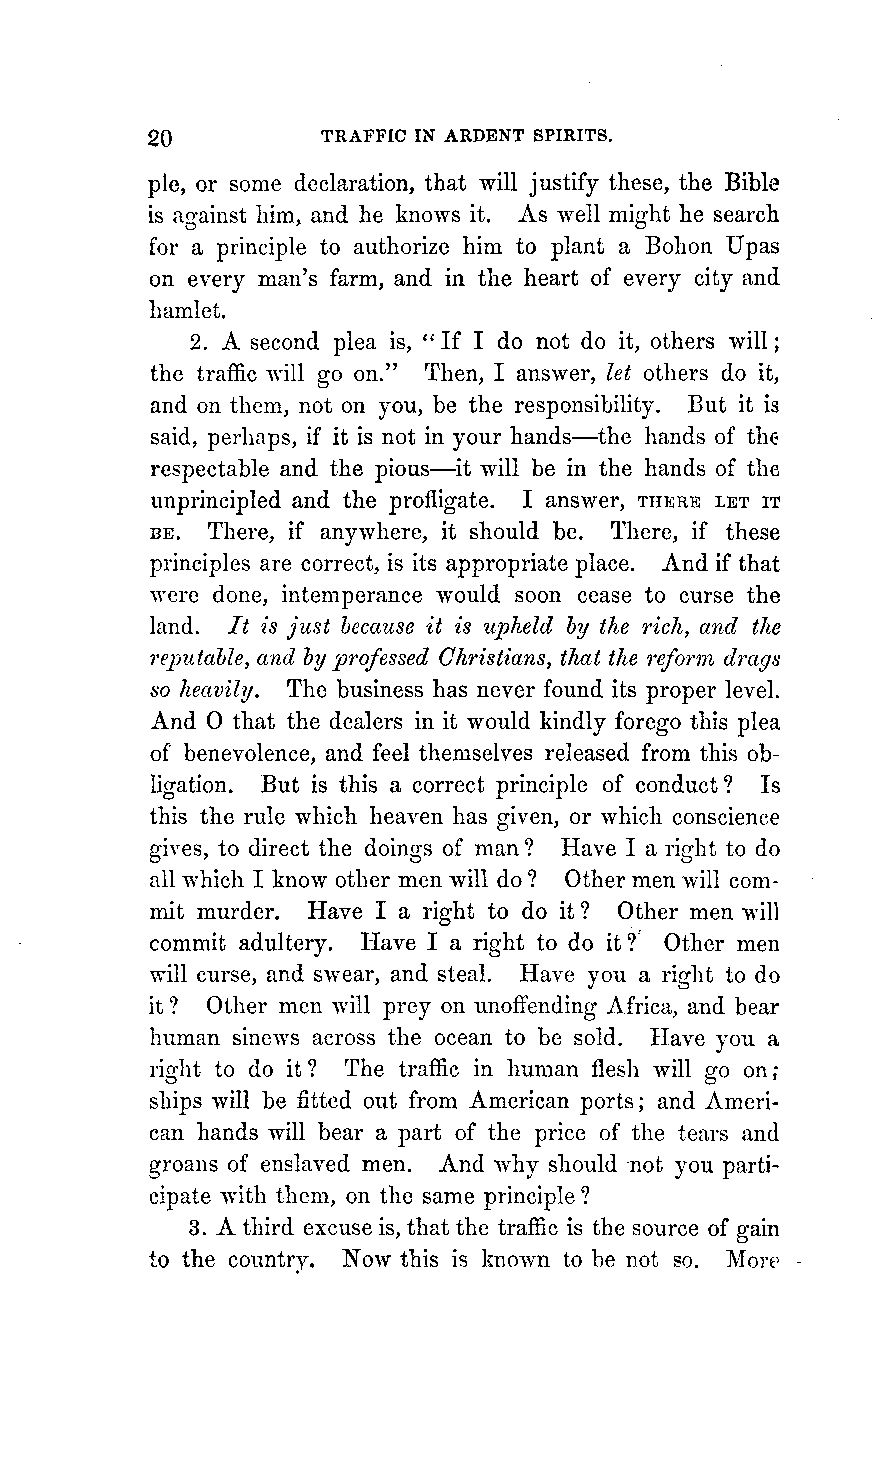 20 TRAFFIC IN ARDENT SPIRITS.
ple, or some declaration, that will justify these, the Bible
is against him, and he knows it. As well might he search
for a principle to authorize him to plant a Bohon Upas
on every man's farm, and in the heart of every city and
hamlet.
2. A second plea is, "If I do not do it, others will;
the traffic will go on." Then, I answer, let others do it,
and on them, not on you, be the responsibility. But it is
said, perhaps, if it is not in your hands—the hands of the
respectable and the pious—it will be in the hands of the
unprincipled and the profligate. I answer, THERE LET IT
BE. There, if anywhere, it should be. There, if these
principles are correct, is its appropriate place. And if that
were done, intemperance would soon cease to curse the
land. It is just because it is upheld by the rich, and the
reputable, and by professed Christians, that the reform drags
so heavily. The business has never found its proper level.
And O that the dealers in it would kindly forego this plea
of benevolence, and feel themselves released from this ob-
ligation. But is this a correct principle of conduct? Is
this the rule which heaven has given, or which conscience
gives, to direct the doings of man? Have I a right to do
all which I know other men will do? Other men will com-
mit murder. Have I a right to do it? Other men will
commit adultery. Have I a right to do it? Other men
will curse, and swear, and steal. Have you a right to do
it? Other men will prey on unoffending Africa, and bear
human sinews across the ocean to be sold. Have you a
right to do it? The traffic in human flesh will go on;
ships will be fitted out from American ports; and Ameri-
can hands will bear a part of the price of the tears and
groans of enslaved men. And why should not you parti-
cipate with them, on the same principle?
3. A third excuse is, that the traffic is the source of gain
to the country. Now this is known to be not so. More